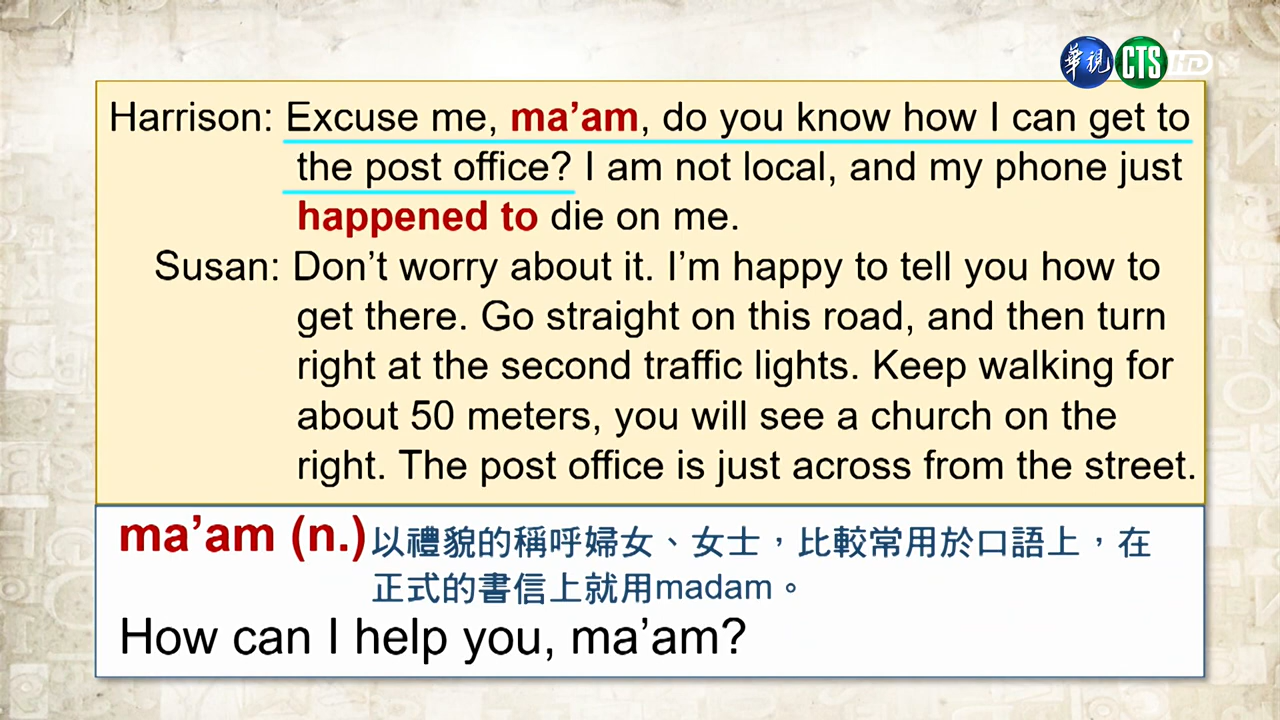 華視 CTS HD
Harrison: Excuse me, ma’am, do you know how I can get to
the post office? I am not local, and my phone just
happened to die on me.
Susan: Don’t worry about it. I’m happy to tell you how to
get there. Go straight on this road, and then turn
right at the second traffic lights. Keep walking for
about 50 meters, you will see a church on the
right. The post office is just across from the street.
ma’am (n.)以禮貌的稱呼婦女、女士，比較常用於口語上，在
正式的書信上就用madam。
How can I help you, ma’am?